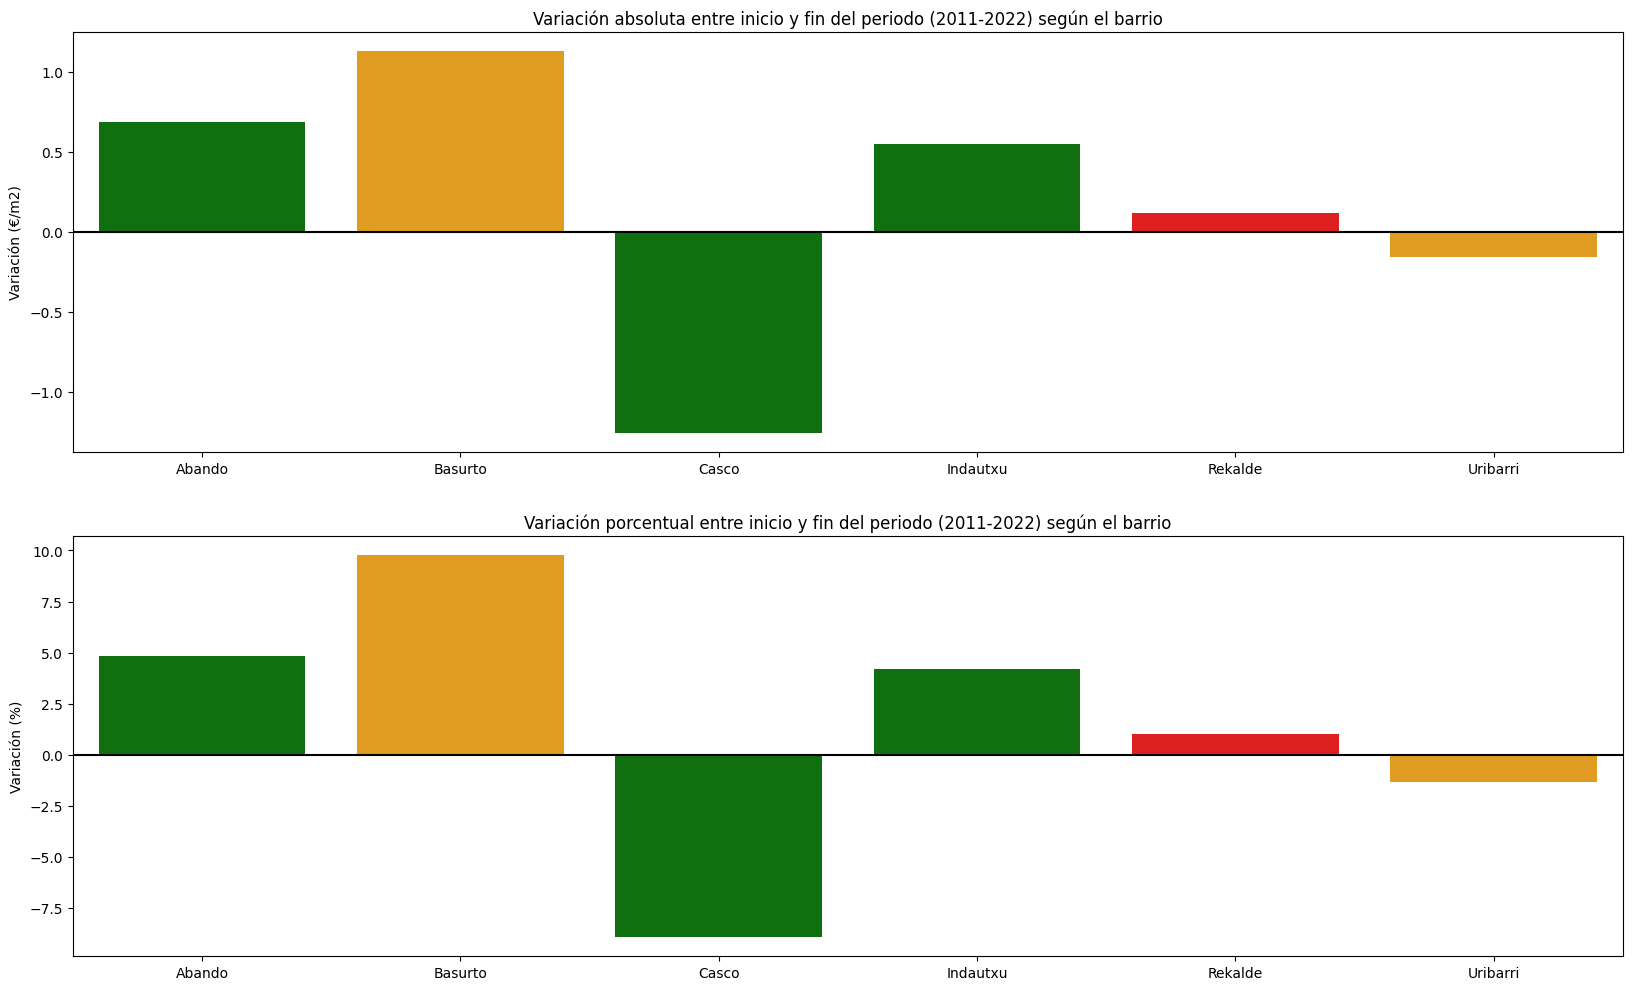 Variación absoluta entre inicio y fin del periodo (2011-2022) según el barrio
Variación (€/m2)
1.0
0.5
0.0
−0.5
−1.0
Abando Basurto Casco Indautxu Rekalde Uribarri
Variación porcentual entre inicio y fin del periodo (2011-2022) según el barrio
Variación (%)
10.0
7.5
5.0
2.5
0.0
−2.5
−5.0
−7.5
Abando Basurto Casco Indautxu Rekalde Uribarri